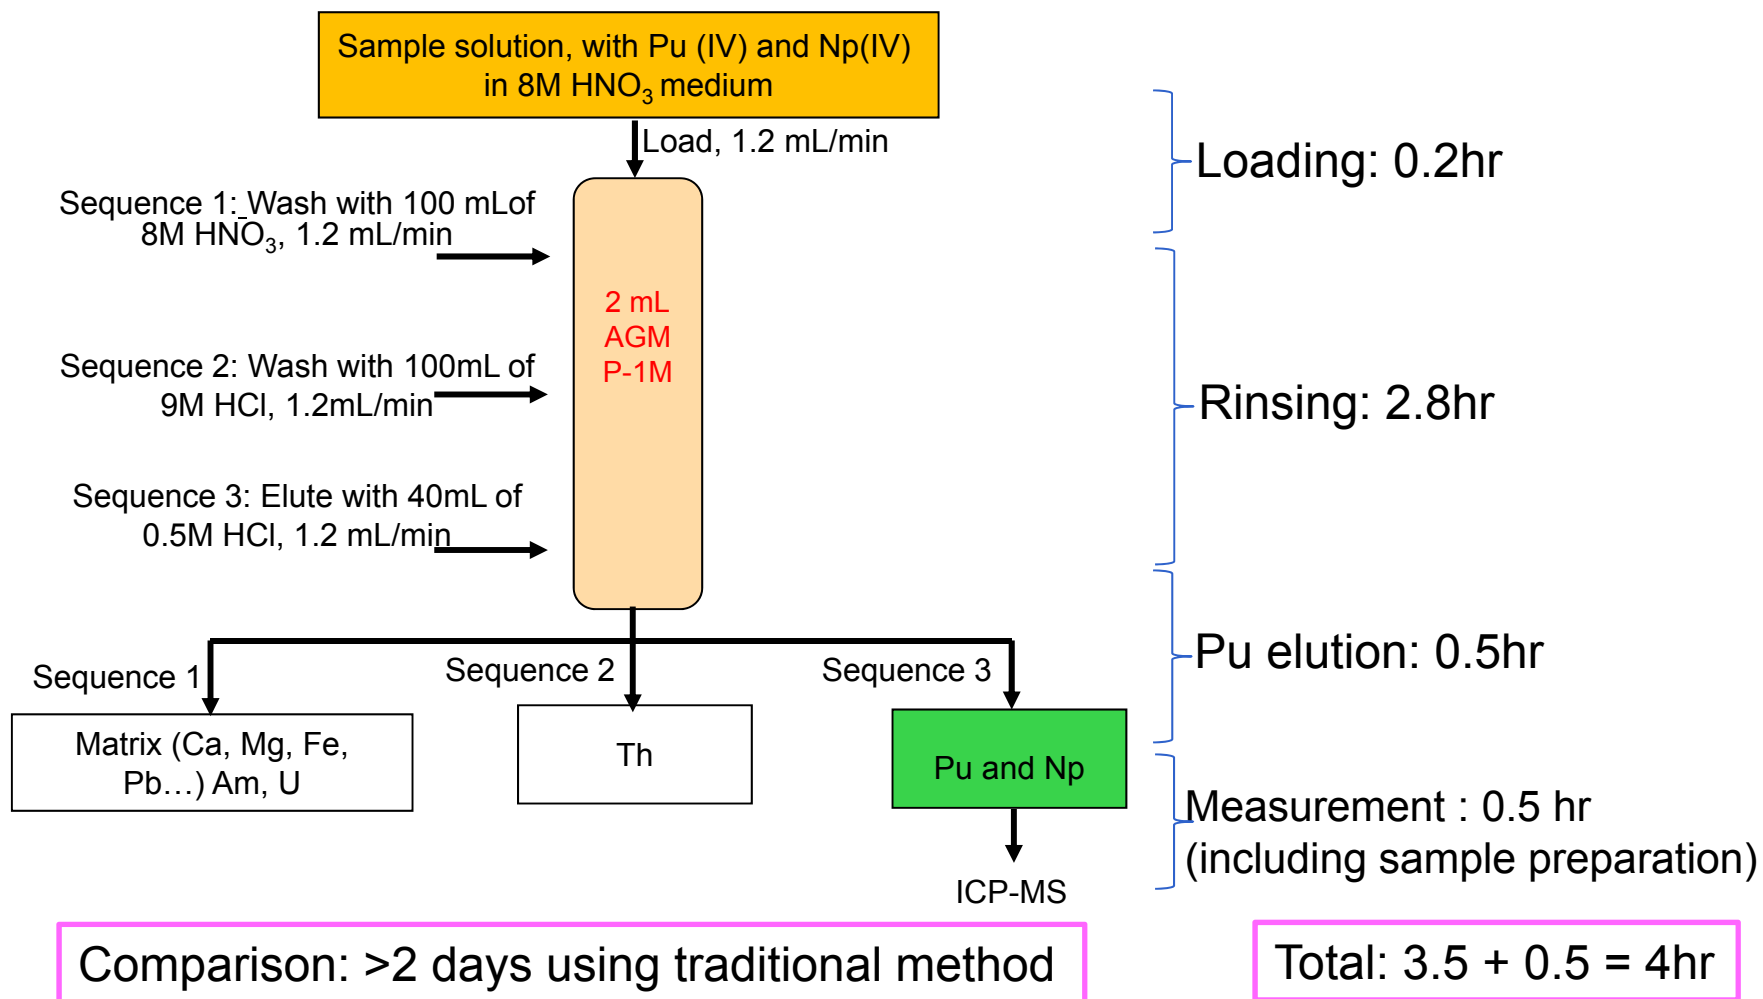 Sample solution, with Pu (IV) and Np(IV)
in 8M HNO₃ medium
Load, 1.2 mL/min
Sequence 1: Wash with 100 mLof
8M HNO₃, 1.2 mL/min
2 mL
AGM
P-1M
Sequence 2: Wash with 100mL of
9M HCl, 1.2mL/min
Sequence 3: Elute with 40mL of
0.5M HCl, 1.2 mL/min
Sequence 1
Sequence 2
Sequence 3
Matrix (Ca, Mg, Fe,
Pb…) Am, U
Th
Pu and Np
ICP-MS
Loading: 0.2hr
Rinsing: 2.8hr
Pu elution: 0.5hr
Measurement : 0.5 hr
(including sample preparation)
Comparison: >2 days using traditional method
Total: 3.5 + 0.5 = 4hr